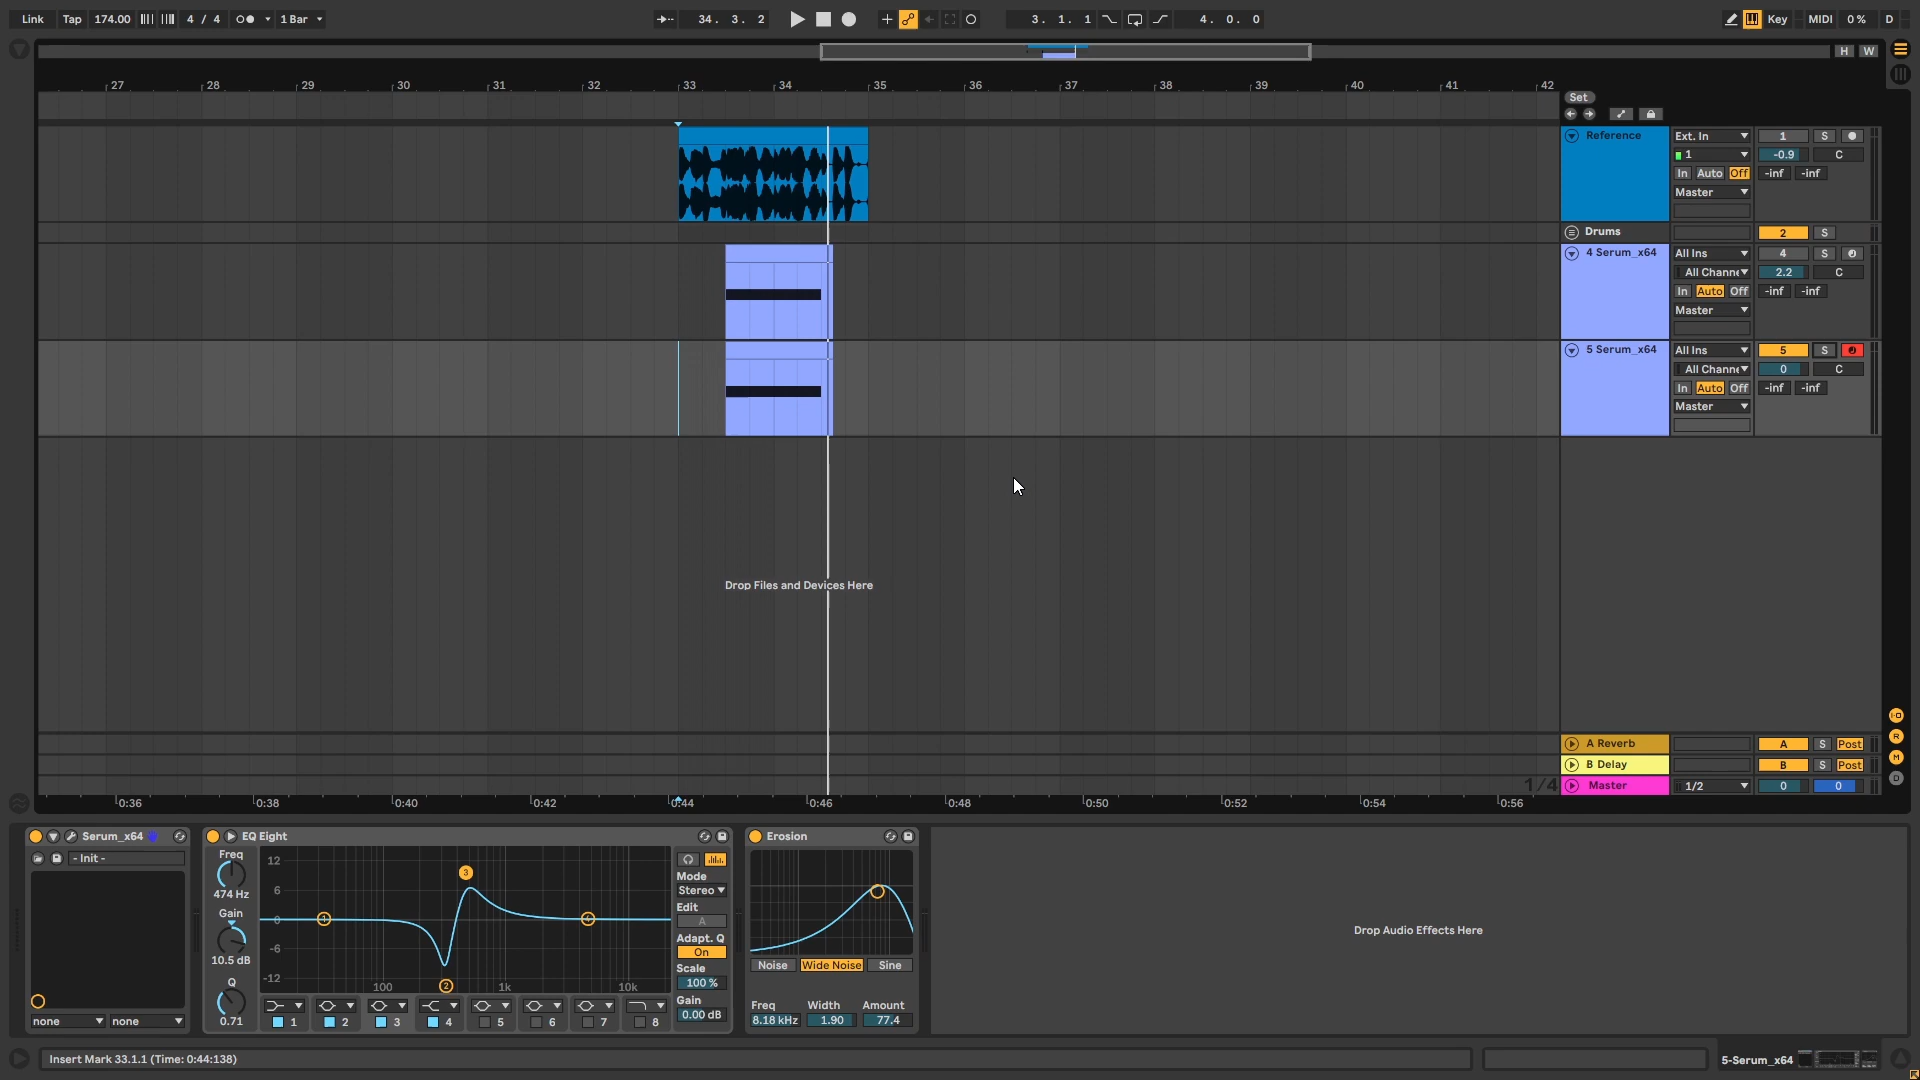 Link Tap 174.00 4 / 4 1 Bar 34. 3. 2 3. 1. 1 4. 0. 0 Key MIDI 0 % D
H W
27 28 29 30 31 32 33 34 35 36 37 38 39 40 41 42
Set
Reference Ext. In 1 S
1 -0.9 C
In Auto Off -inf -inf
Master
Drums 2 S
4 Serum_x64 All Ins 4 S
All Channe 2.2 C
In Auto Off -inf -inf
Master
5 Serum_x64 All Ins 5 S
All Channe 0 C
In Auto Off -inf -inf
Master
Drop Files and Devices Here
A Reverb A S Post
B Delay B S Post
1/4 Master 1/2 0 0
0:36 0:38 0:40 0:42 0:44 0:46 0:48 0:50 0:52 0:54 0:56
I·O
R
M
D
Serum_x64
- Init -
none none
EQ Eight
Freq
474 Hz
Gain
10.5 dB
Q
0.71
12
6
0
-6
-12
100 1k 10k
1 2 3 4
1 2 3 4 5 6 7 8
Mode
Stereo
Edit
A
Adapt. Q
On
Scale
100 %
Gain
0.00 dB
Erosion
Noise Wide Noise Sine
Freq Width Amount
8.18 kHz 1.90 77.4
Drop Audio Effects Here
Insert Mark 33.1.1 (Time: 0:44:138)
5-Serum_x64